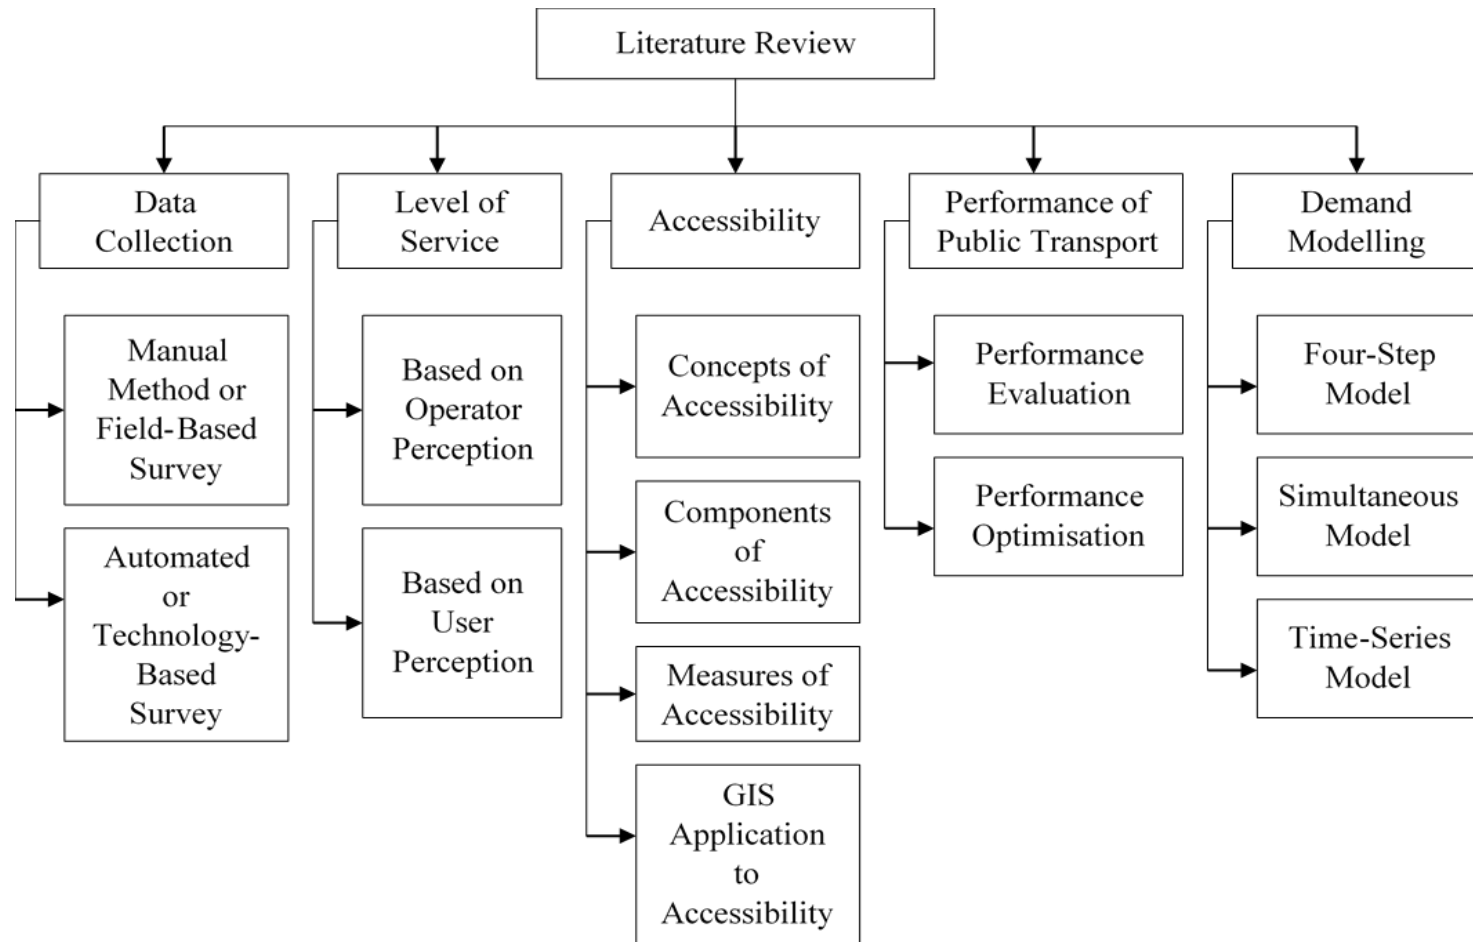 Literature Review
Data
Collection
Level of
Service
Accessibility
Performance of
Public Transport
Demand
Modelling
Manual
Method or
Field-Based
Survey
Automated
or
Technology-
Based
Survey
Based on
Operator
Perception
Based on
User
Perception
Concepts of
Accessibility
Components
of
Accessibility
Measures of
Accessibility
GIS
Application
to
Accessibility
Performance
Evaluation
Performance
Optimisation
Four-Step
Model
Simultaneous
Model
Time-Series
Model